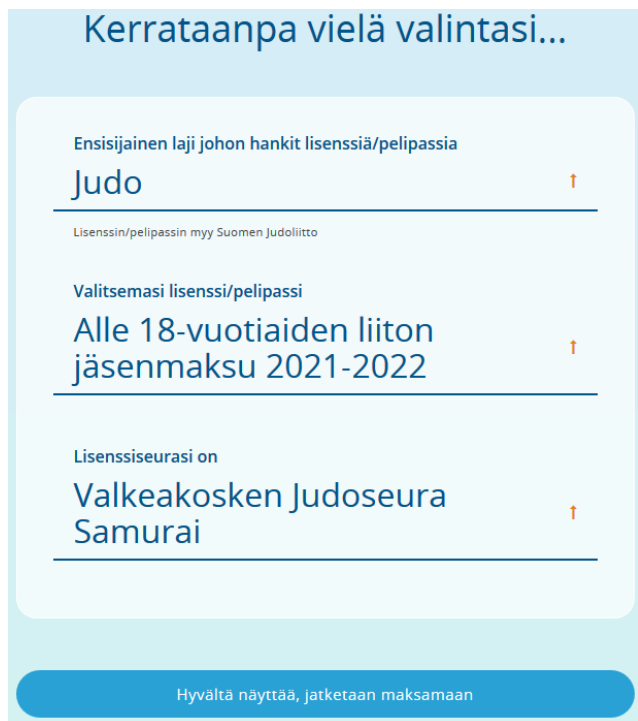 Kerrataanpa vielä valintasi...
Ensisijainen laji johon hankit lisenssiä/pelipassia
Judo
Lisenssin/pelipassin myy Suomen Judoliitto
Valitsemasi lisenssi/pelipassi
Alle 18-vuotiaiden liiton
jäsenmaksu 2021-2022
Lisenssiseurasi on
Valkeakosken Judoseura
Samurai
Hyvältä näyttää, jatketaan maksamaan